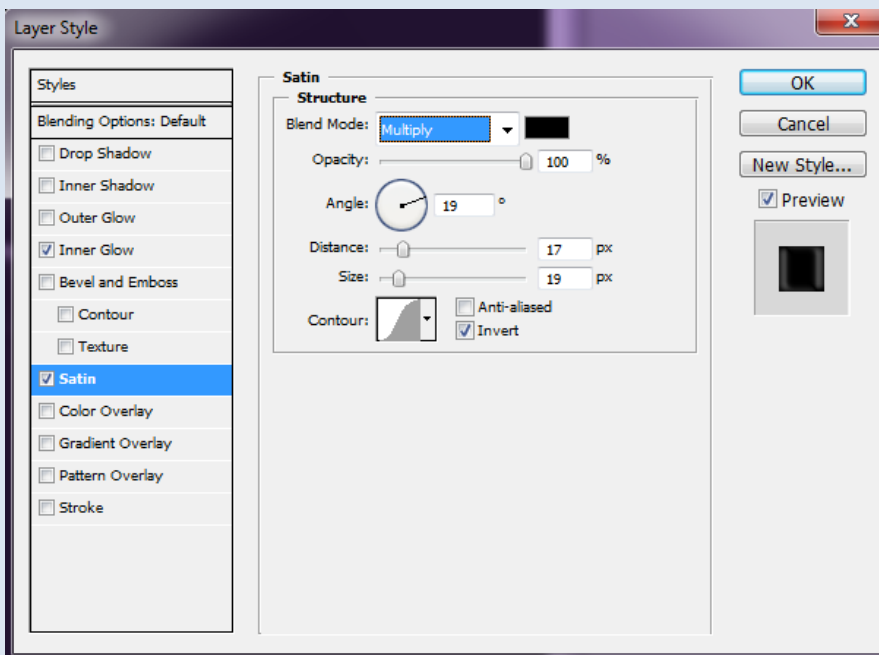 Layer Style
x
Styles
Blending Options: Default
Drop Shadow
Inner Shadow
Outer Glow
Inner Glow
Bevel and Emboss
Contour
Texture
Satin
Color Overlay
Gradient Overlay
Pattern Overlay
Stroke
Satin
Structure
Blend Mode: Multiply
Opacity: 100 %
Angle: 19 °
Distance: 17 px
Size: 19 px
Contour: Anti-aliased
Invert
OK
Cancel
New Style...
Preview